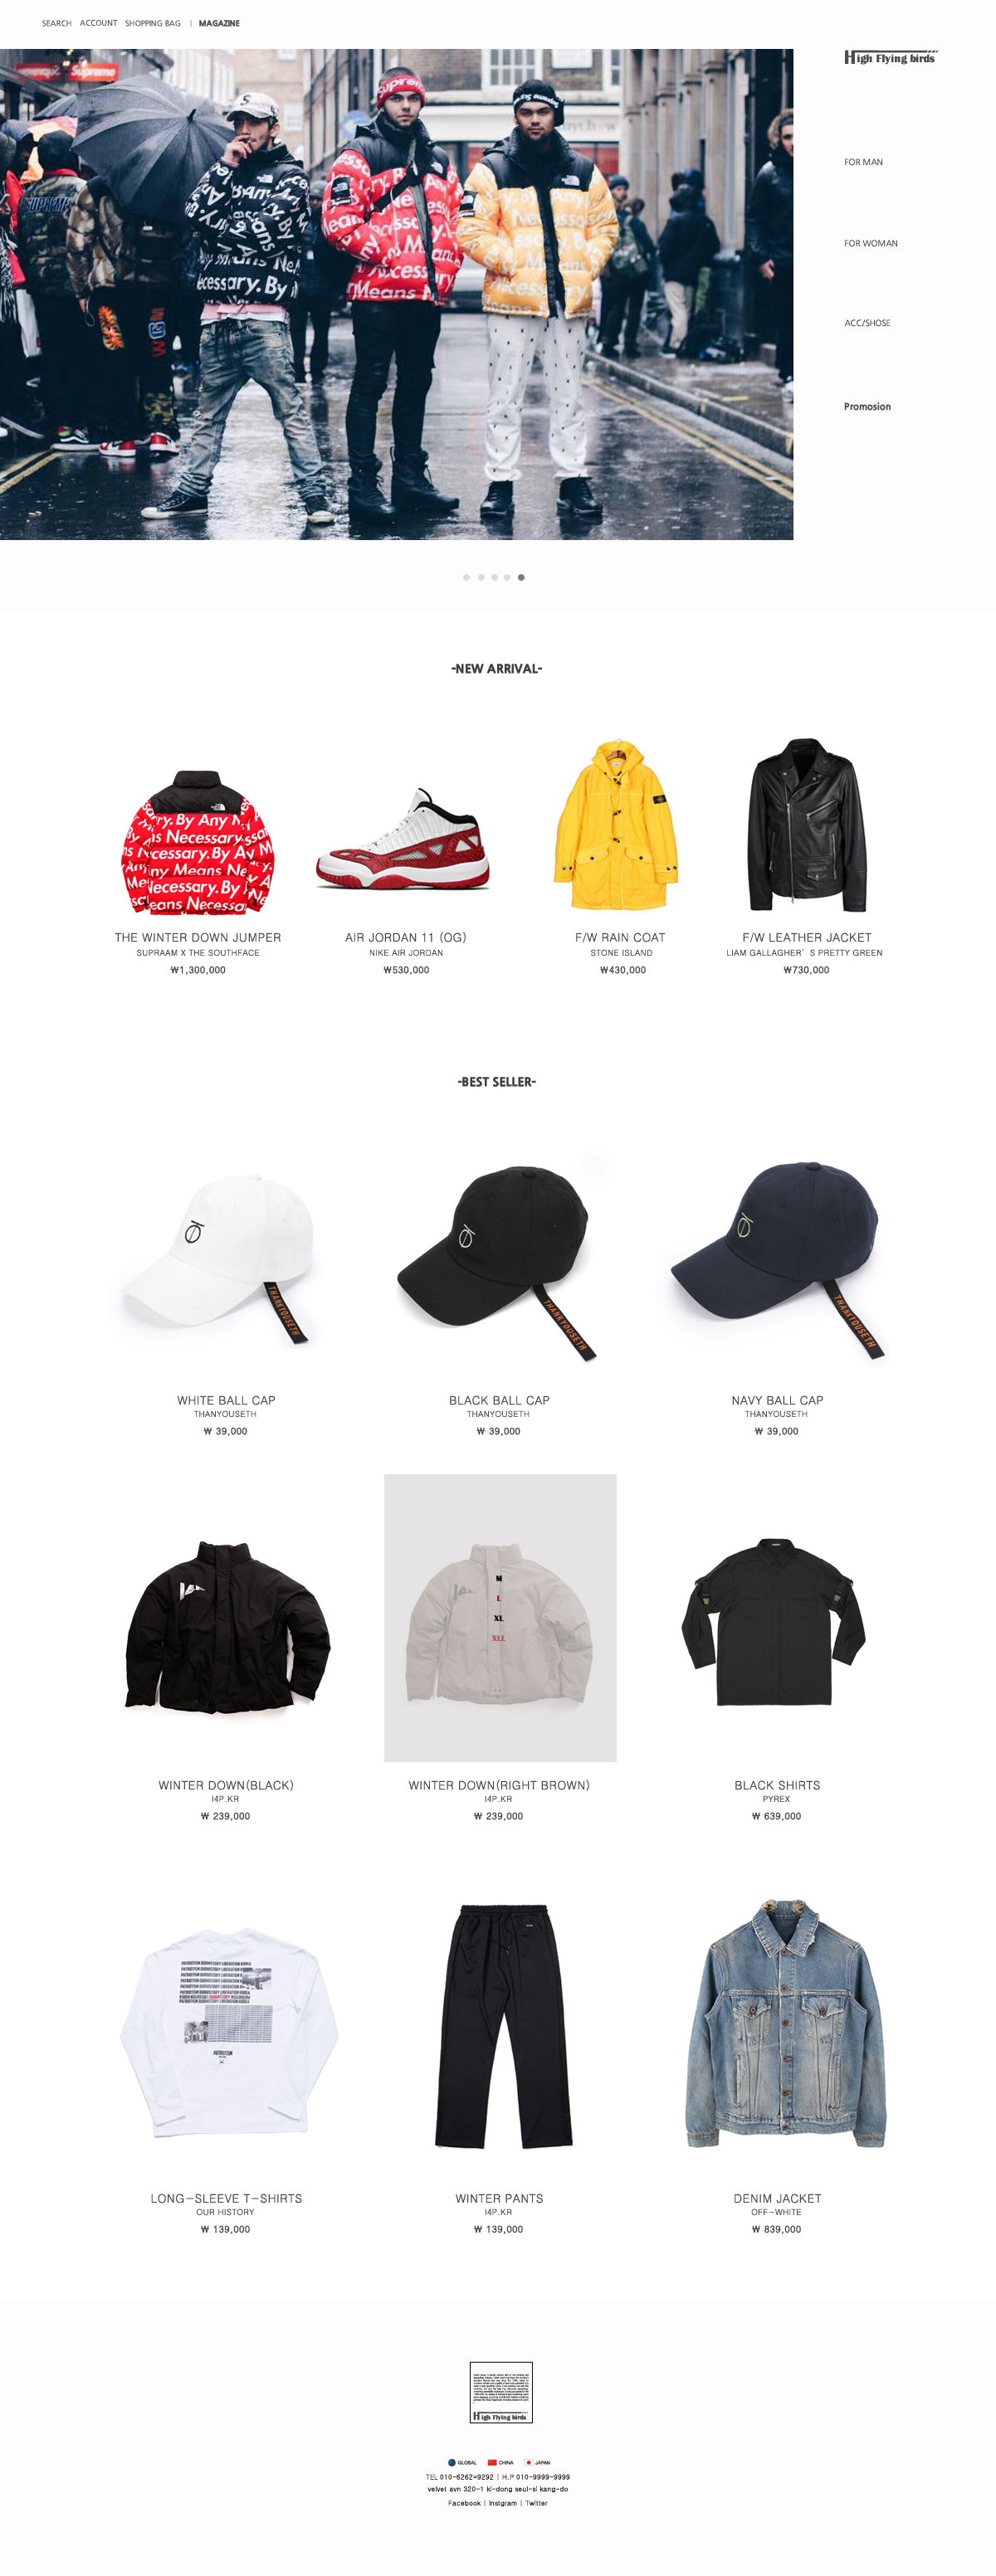 SEARCH ACCOUNT SHOPPING BAG | MAGAZINE
High Flying birds
Supreme
SUPREME
FOR MAN
FOR WOMAN
ACC/SHOSE
Promosion
-NEW ARRIVAL-
THE WINTER DOWN JUMPER
SUPRAAM X THE SOUTHFACE
₩1,300,000
AIR JORDAN 11 (OG)
NIKE AIR JORDAN
₩530,000
F/W RAIN COAT
STONE ISLAND
₩430,000
F/W LEATHER JACKET
LIAM GALLAGHER'S PRETTY GREEN
₩730,000
-BEST SELLER-
THANKYOUSETH
THANKYOUSETH
THANKYOUSETH
WHITE BALL CAP
THANYOUSETH
₩ 39,000
BLACK BALL CAP
THANYOUSETH
₩ 39,000
NAVY BALL CAP
THANYOUSETH
₩ 39,000
M
L
XL
XLL
WINTER DOWN(BLACK)
I4P.KR
₩ 239,000
WINTER DOWN(RIGHT BROWN)
I4P.KR
₩ 239,000
BLACK SHIRTS
PYREX
₩ 639,000
LONG-SLEEVE T-SHIRTS
OUR HISTORY
₩ 139,000
WINTER PANTS
I4P.KR
₩ 139,000
DENIM JACKET
OFF-WHITE
₩ 839,000
High Flying birds
GLOBAL CHINA JAPAN
TEL 010-6262=9292 | H.P 010-9999-9999
velvet avn 320-1 ki-dong seul-si kang-do
Facebook | Instgram | Twitter